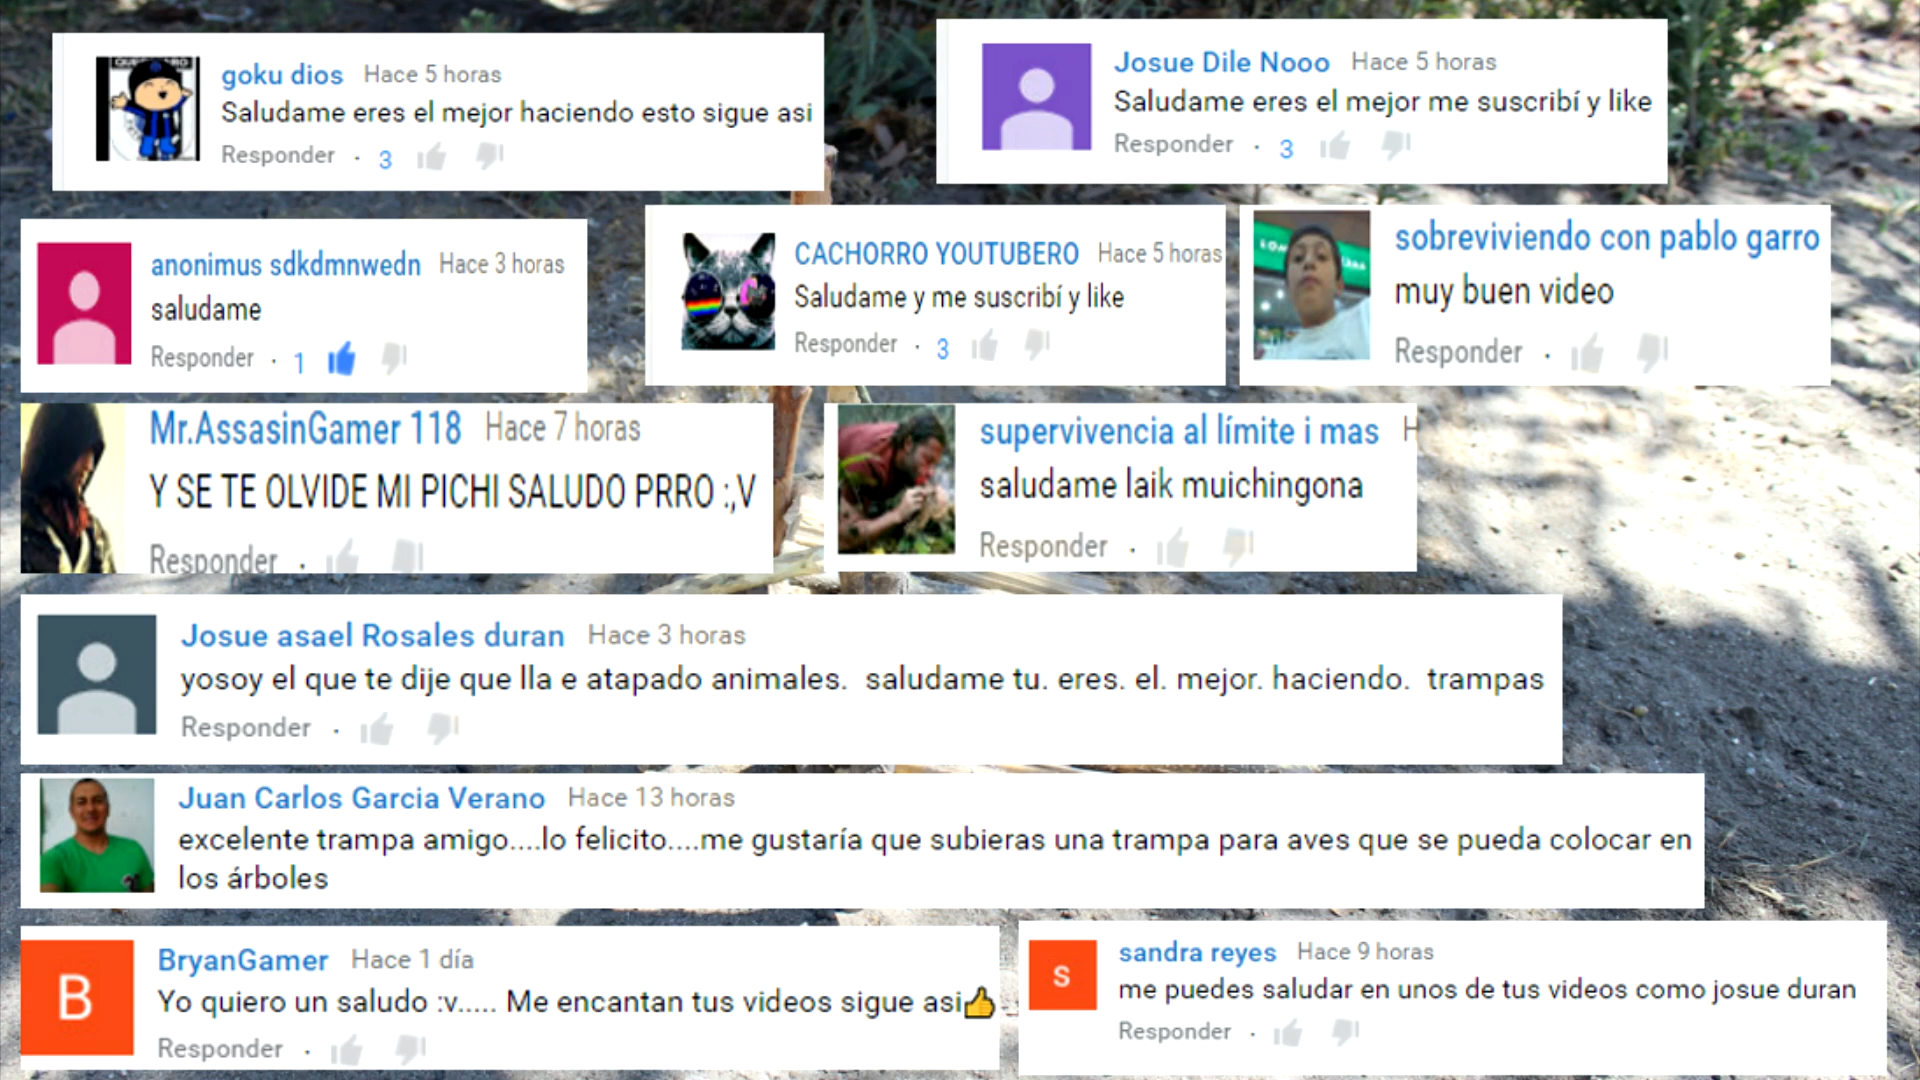 goku dios Hace 5 horas
Saludame eres el mejor haciendo esto sigue asi
Responder · 3
Josue Dile Nooo Hace 5 horas
Saludame eres el mejor me suscribí y like
Responder · 3
anonimus sdkdmnwedn Hace 3 horas
saludame
Responder · 1
CACHORRO YOUTUBERO Hace 5 horas
Saludame y me suscribí y like
Responder · 3
sobreviviendo con pablo garro
muy buen video
Responder ·
Mr.AssasinGamer 118 Hace 7 horas
Y SE TE OLVIDE MI PICHI SALUDO PRRO :,V
Responder ·
supervivencia al límite i mas H
saludame laik muichingona
Responder ·
Josue asael Rosales duran Hace 3 horas
yosoy el que te dije que lla e atapado animales. saludame tu. eres. el. mejor. haciendo. trampas
Responder ·
Juan Carlos Garcia Verano Hace 13 horas
excelente trampa amigo....lo felicito....me gustaría que subieras una trampa para aves que se pueda colocar en
los árboles
B
BryanGamer Hace 1 día
Yo quiero un saludo :v..... Me encantan tus videos sigue asi👍
Responder ·
s
sandra reyes Hace 9 horas
me puedes saludar en unos de tus videos como josue duran
Responder ·